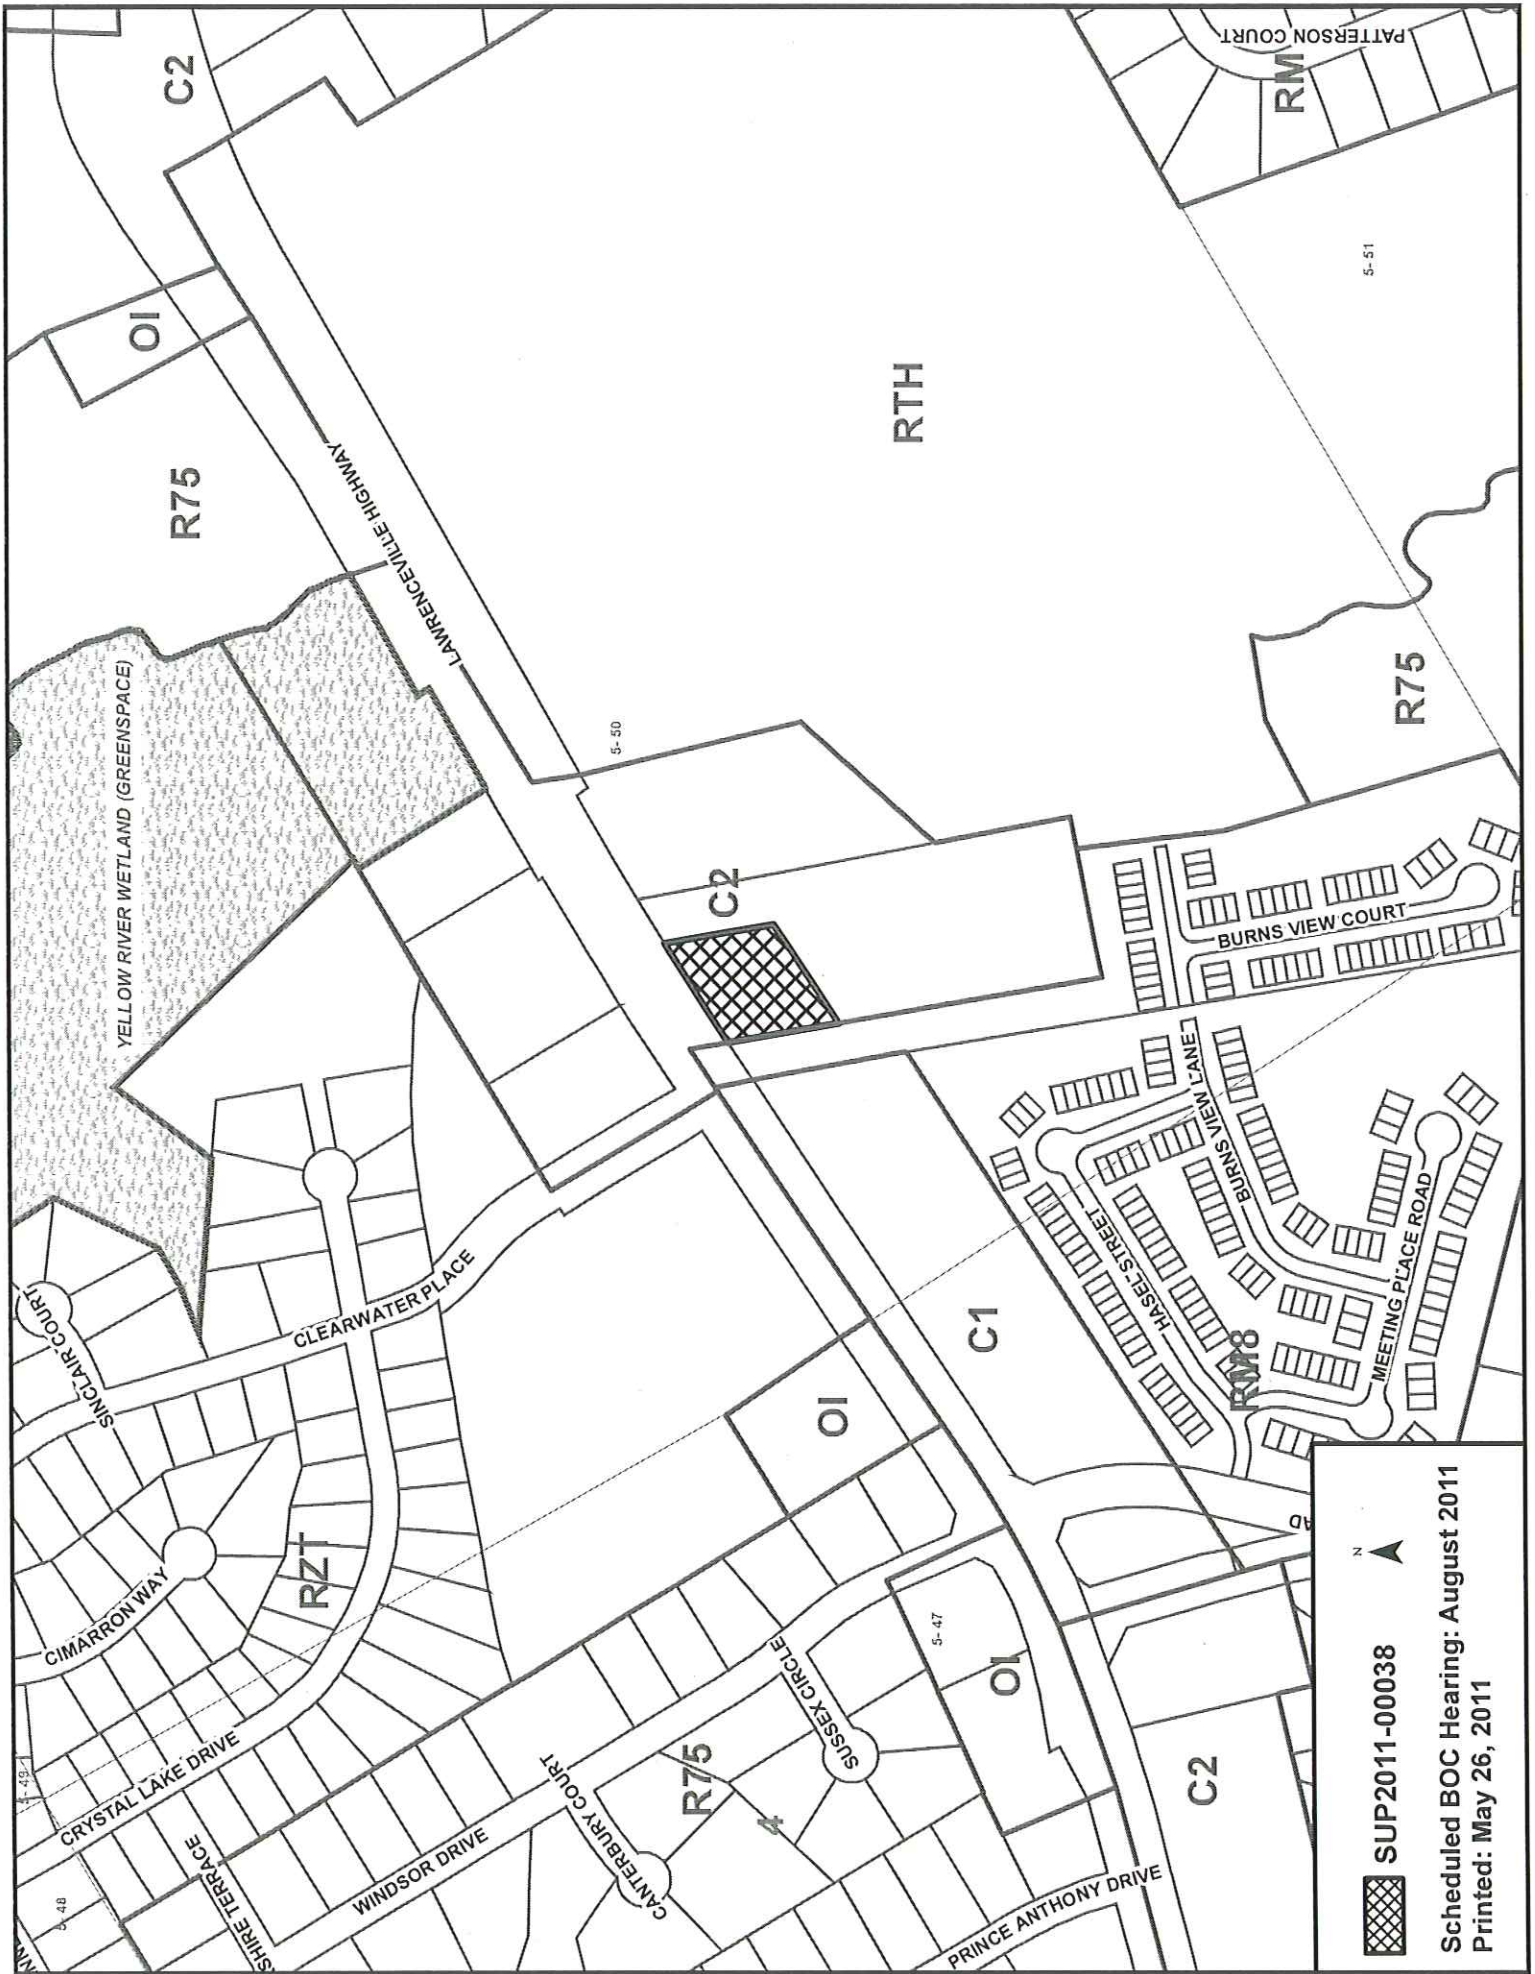 C2
PATTERSON COURT
RM
OI
R75
LAWRENCEVILLE HIGHWAY
YELLOW RIVER WETLAND (GREENSPACE)
RTH
5- 51
5- 50
R75
C2
BURNS VIEW COURT
BURNS VIEW LANE
HASEL STREET
MEETING PLACE ROAD
RM8
C1
OI
SINCLAIR COURT
CLEARWATER PLACE
CIMARRON WAY
RZT
CRYSTAL LAKE DRIVE
5- 49
5- 48
SHIRE TERRACE
WINDSOR DRIVE
CANTERBURY COURT
R75
4
SUSSEX CIRCLE
5- 47
OI
PRINCE ANTHONY DRIVE
C2
AD
N
SUP2011-00038
Scheduled BOC Hearing: August 2011
Printed: May 26, 2011